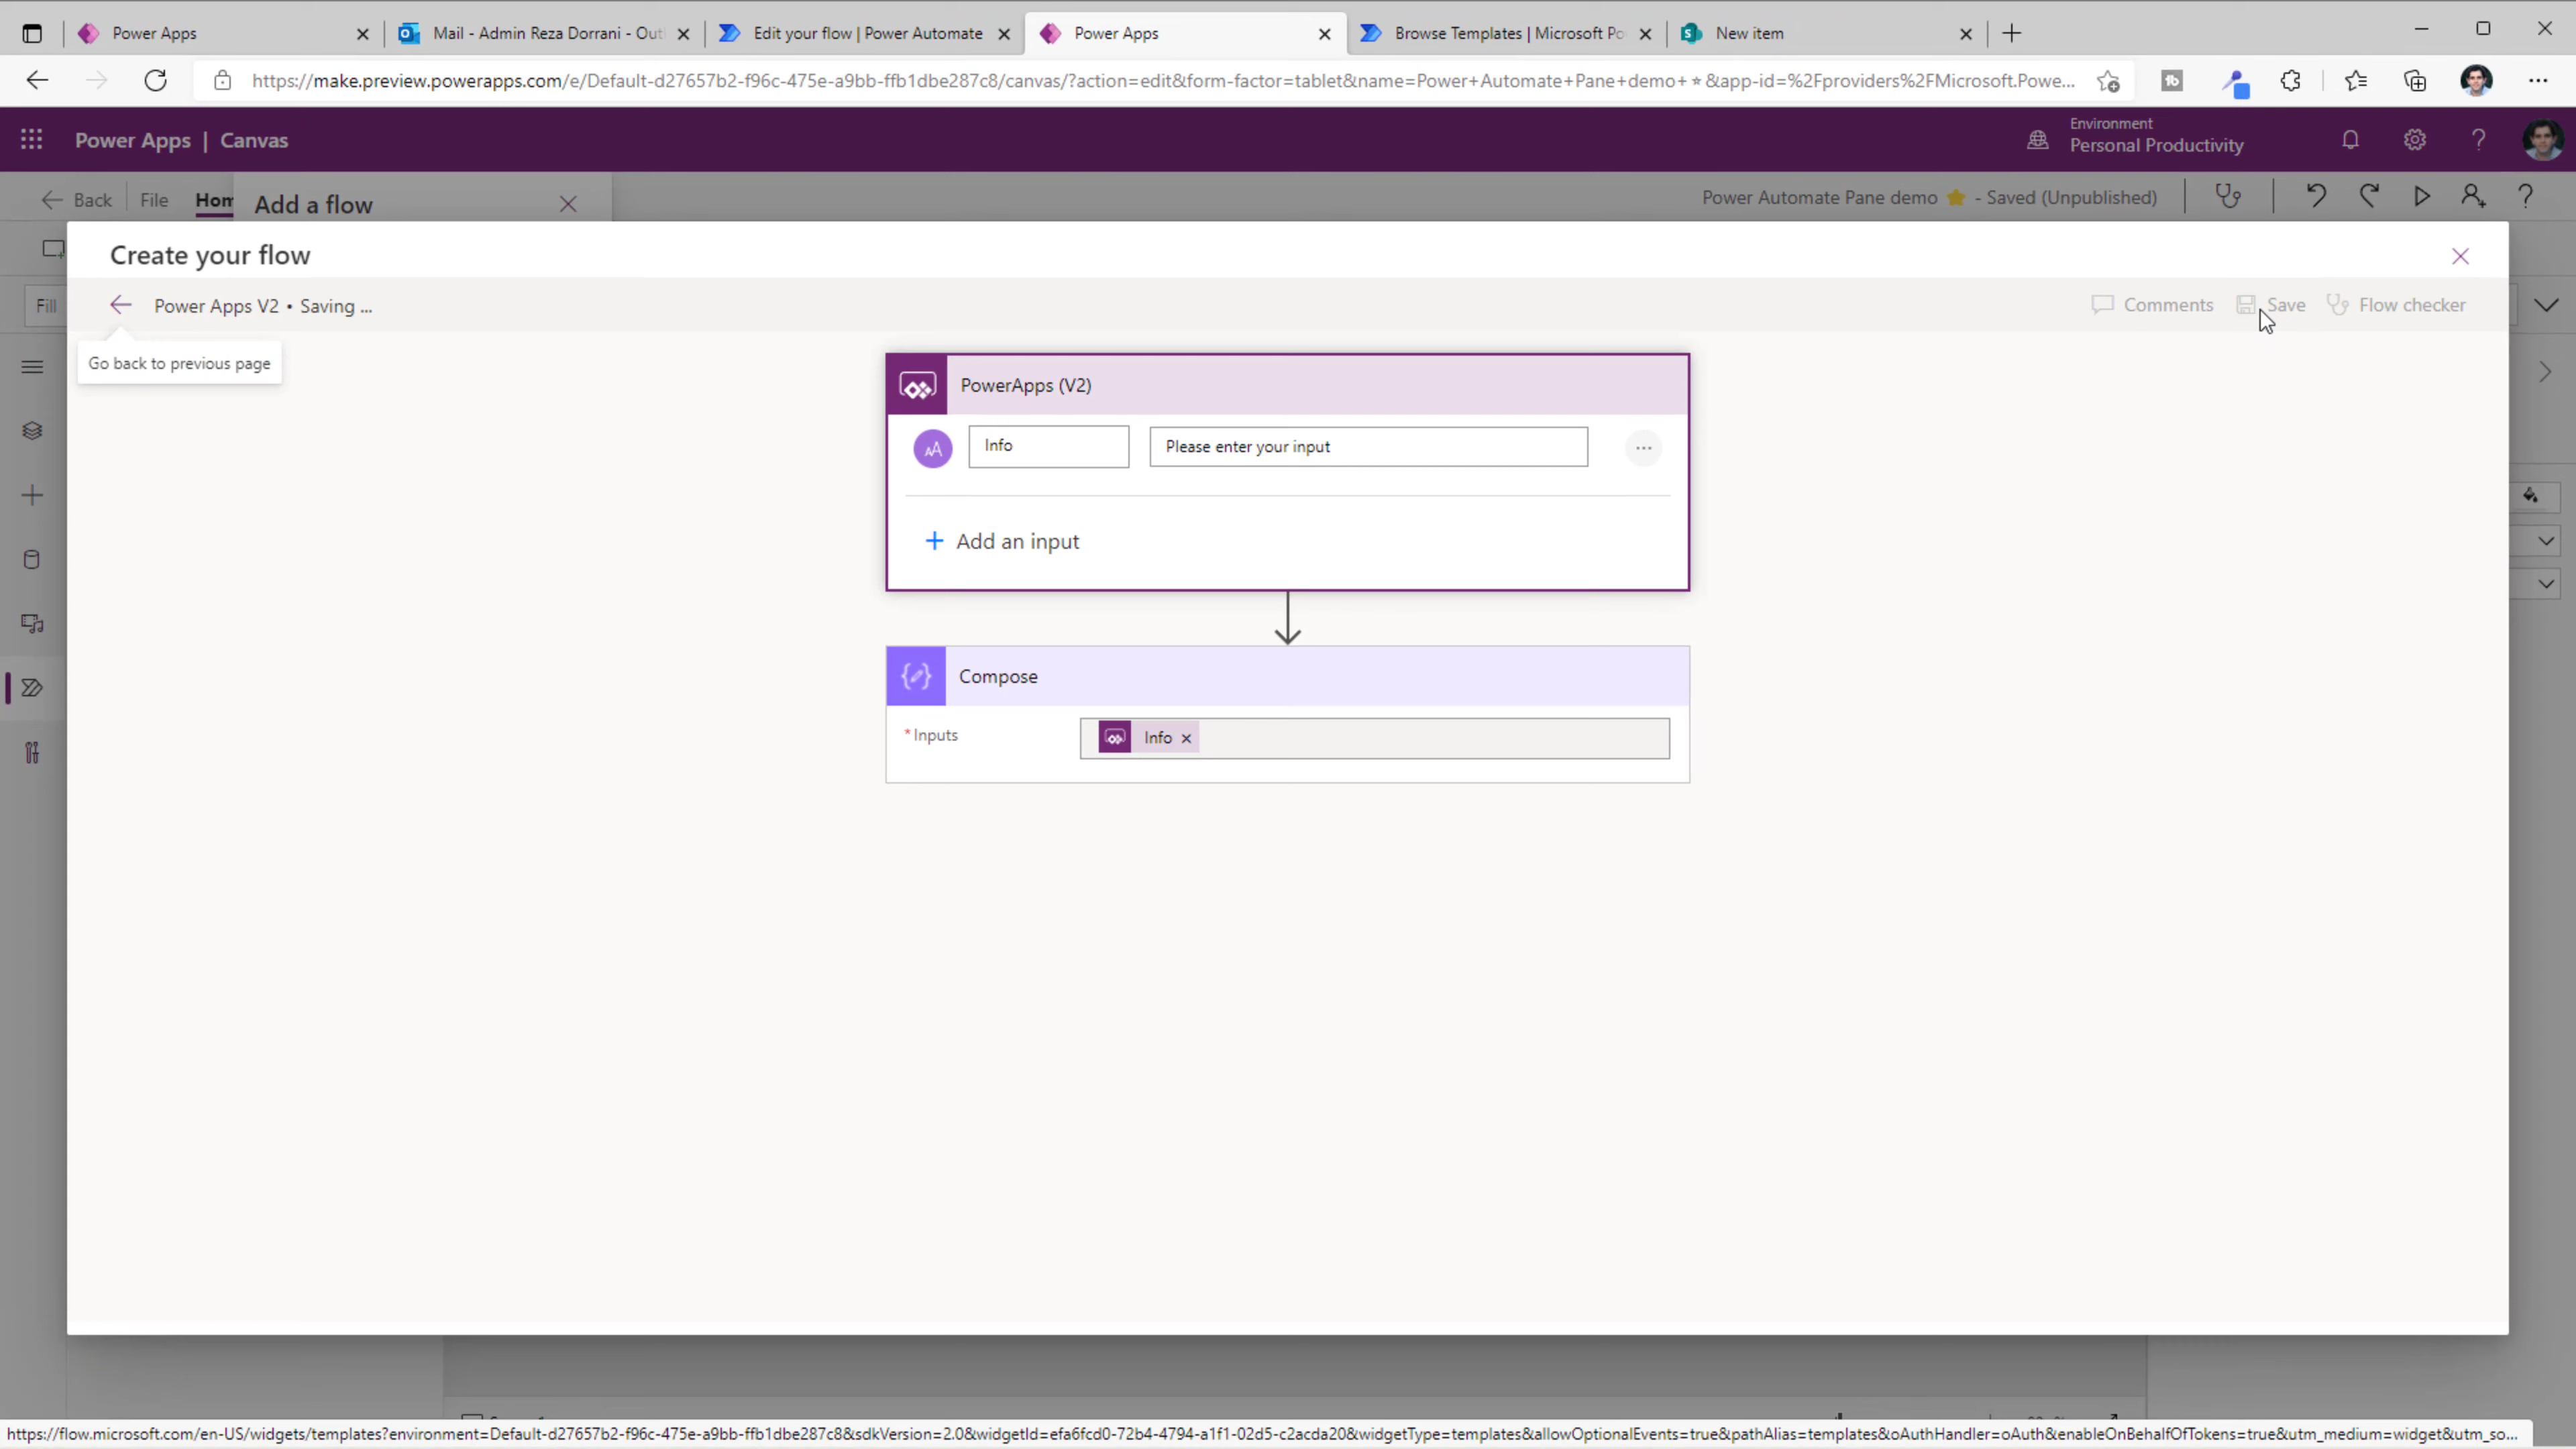 Power Apps
Mail - Admin Reza Dorrani - Out
Edit your flow | Power Automate
Power Apps
Browse Templates | Microsoft Po
New item
https://make.preview.powerapps.com/e/Default-d27657b2-f96c-475e-a9bb-ffb1dbe287c8/canvas/?action=edit&form-factor=tablet&name=Power+Automate+Pane+demo+⭐&app-id=%2Fproviders%2FMicrosoft.Powe...
Power Apps | Canvas
Environment
Personal Productivity
Back
File
Hom
Add a flow
Power Automate Pane demo ⭐ - Saved (Unpublished)
Create your flow
Fill
Power Apps V2 • Saving ...
Comments
Save
Flow checker
Go back to previous page
PowerApps (V2)
Info
Please enter your input
+ Add an input
Compose
*Inputs
Info
https://flow.microsoft.com/en-US/widgets/templates?environment=Default-d27657b2-f96c-475e-a9bb-ffb1dbe287c8&sdkVersion=2.0&widgetId=efa6fcd0-72b4-4794-a1f1-02d5-c2acda20&widgetType=templates&allowOptionalEvents=true&pathAlias=templates&oAuthHandler=oAuth&enableOnBehalfOfTokens=true&utm_medium=widget&utm_so...